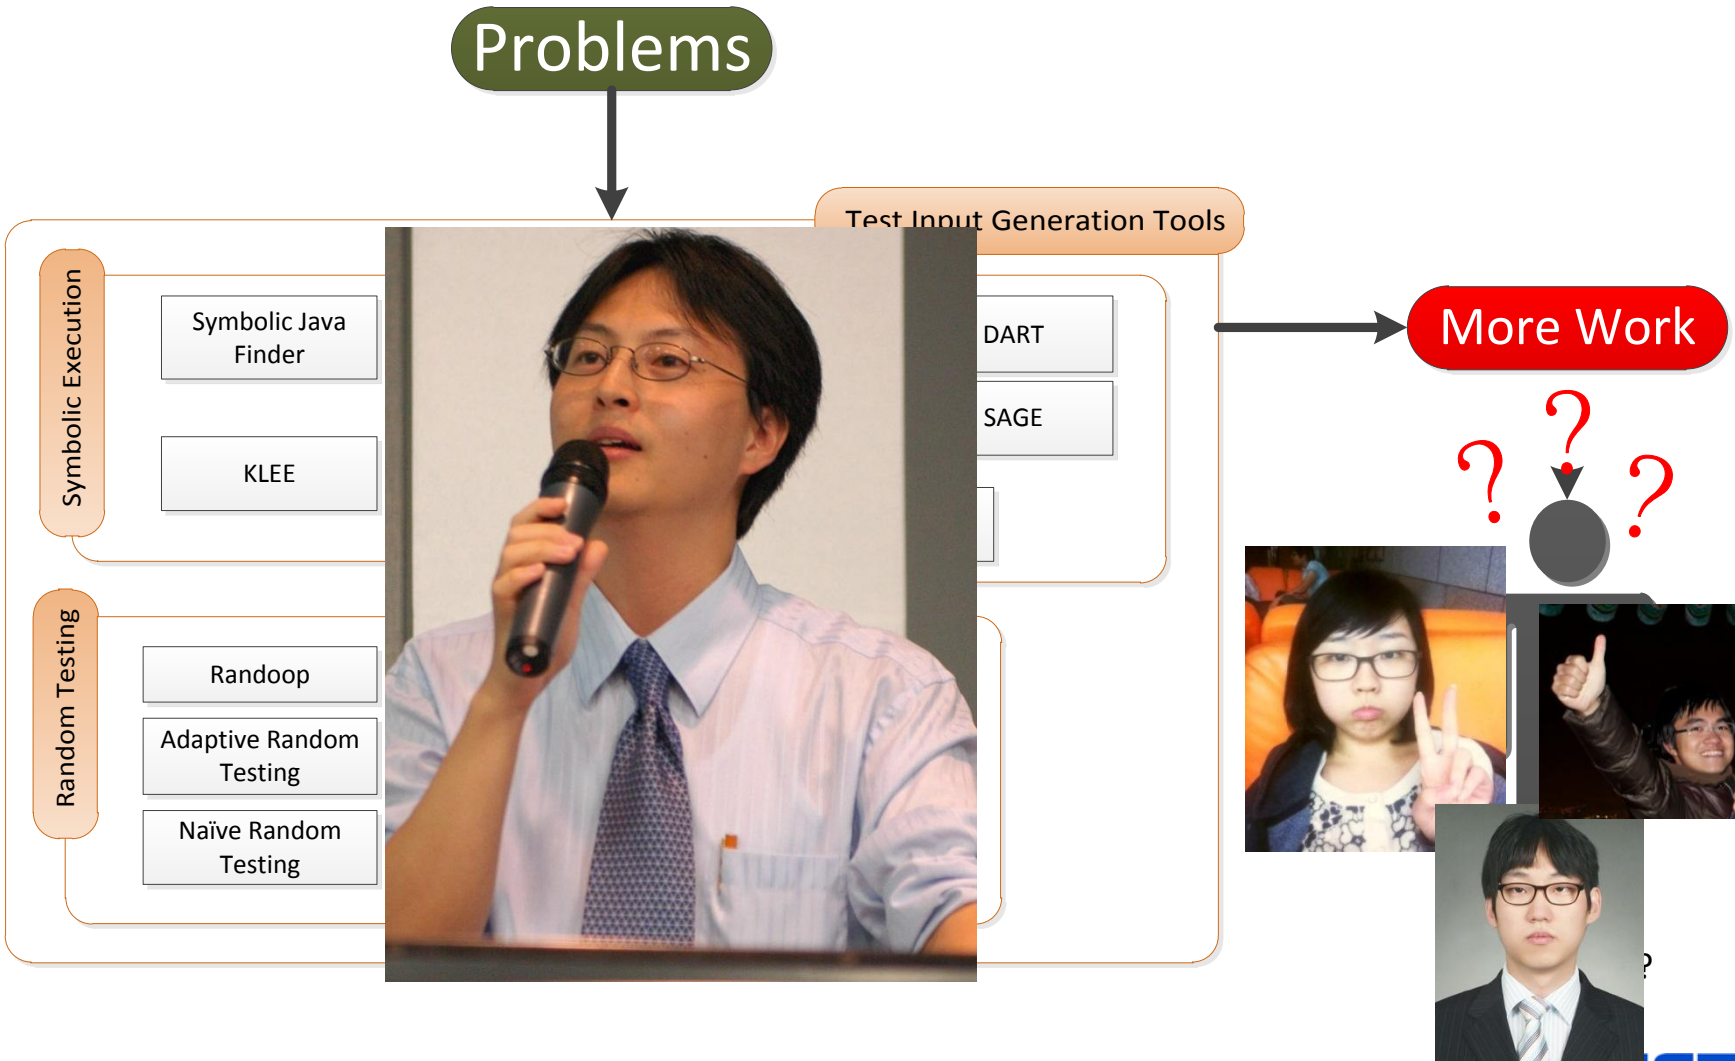 Problems
Test Input Generation Tools
Symbolic Execution
Symbolic Java
Finder
KLEE
DART
SAGE
More Work
?
?
?
Random Testing
Randoop
Adaptive Random
Testing
Naïve Random
Testing
?